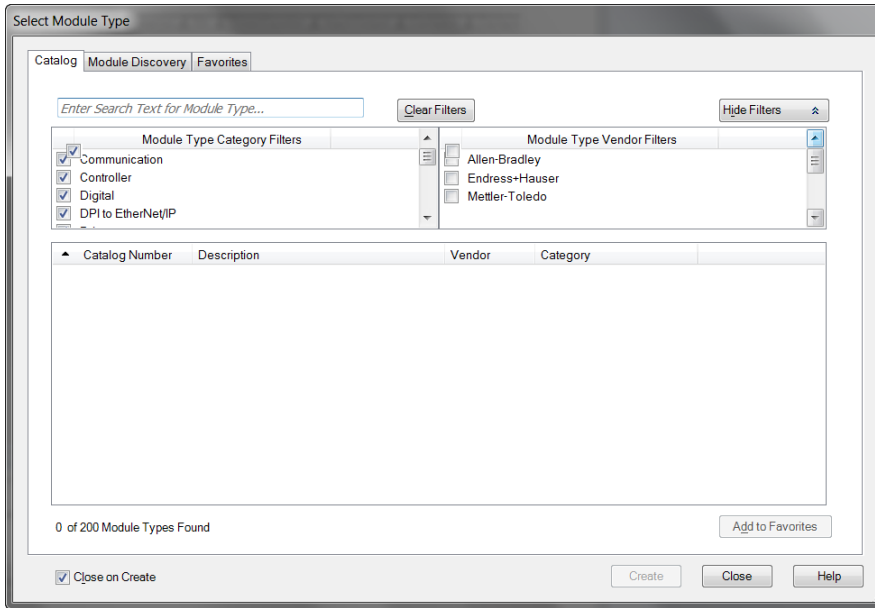 Select Module Type
Catalog Module Discovery Favorites
Enter Search Text for Module Type...
Clear Filters
Hide Filters
Module Type Category Filters
Module Type Vendor Filters
Communication
Allen-Bradley
Controller
Endress+Hauser
Digital
Mettler-Toledo
DPI to EtherNet/IP
Catalog Number Description Vendor Category
0 of 200 Module Types Found
Add to Favorites
Close on Create
Create
Close
Help